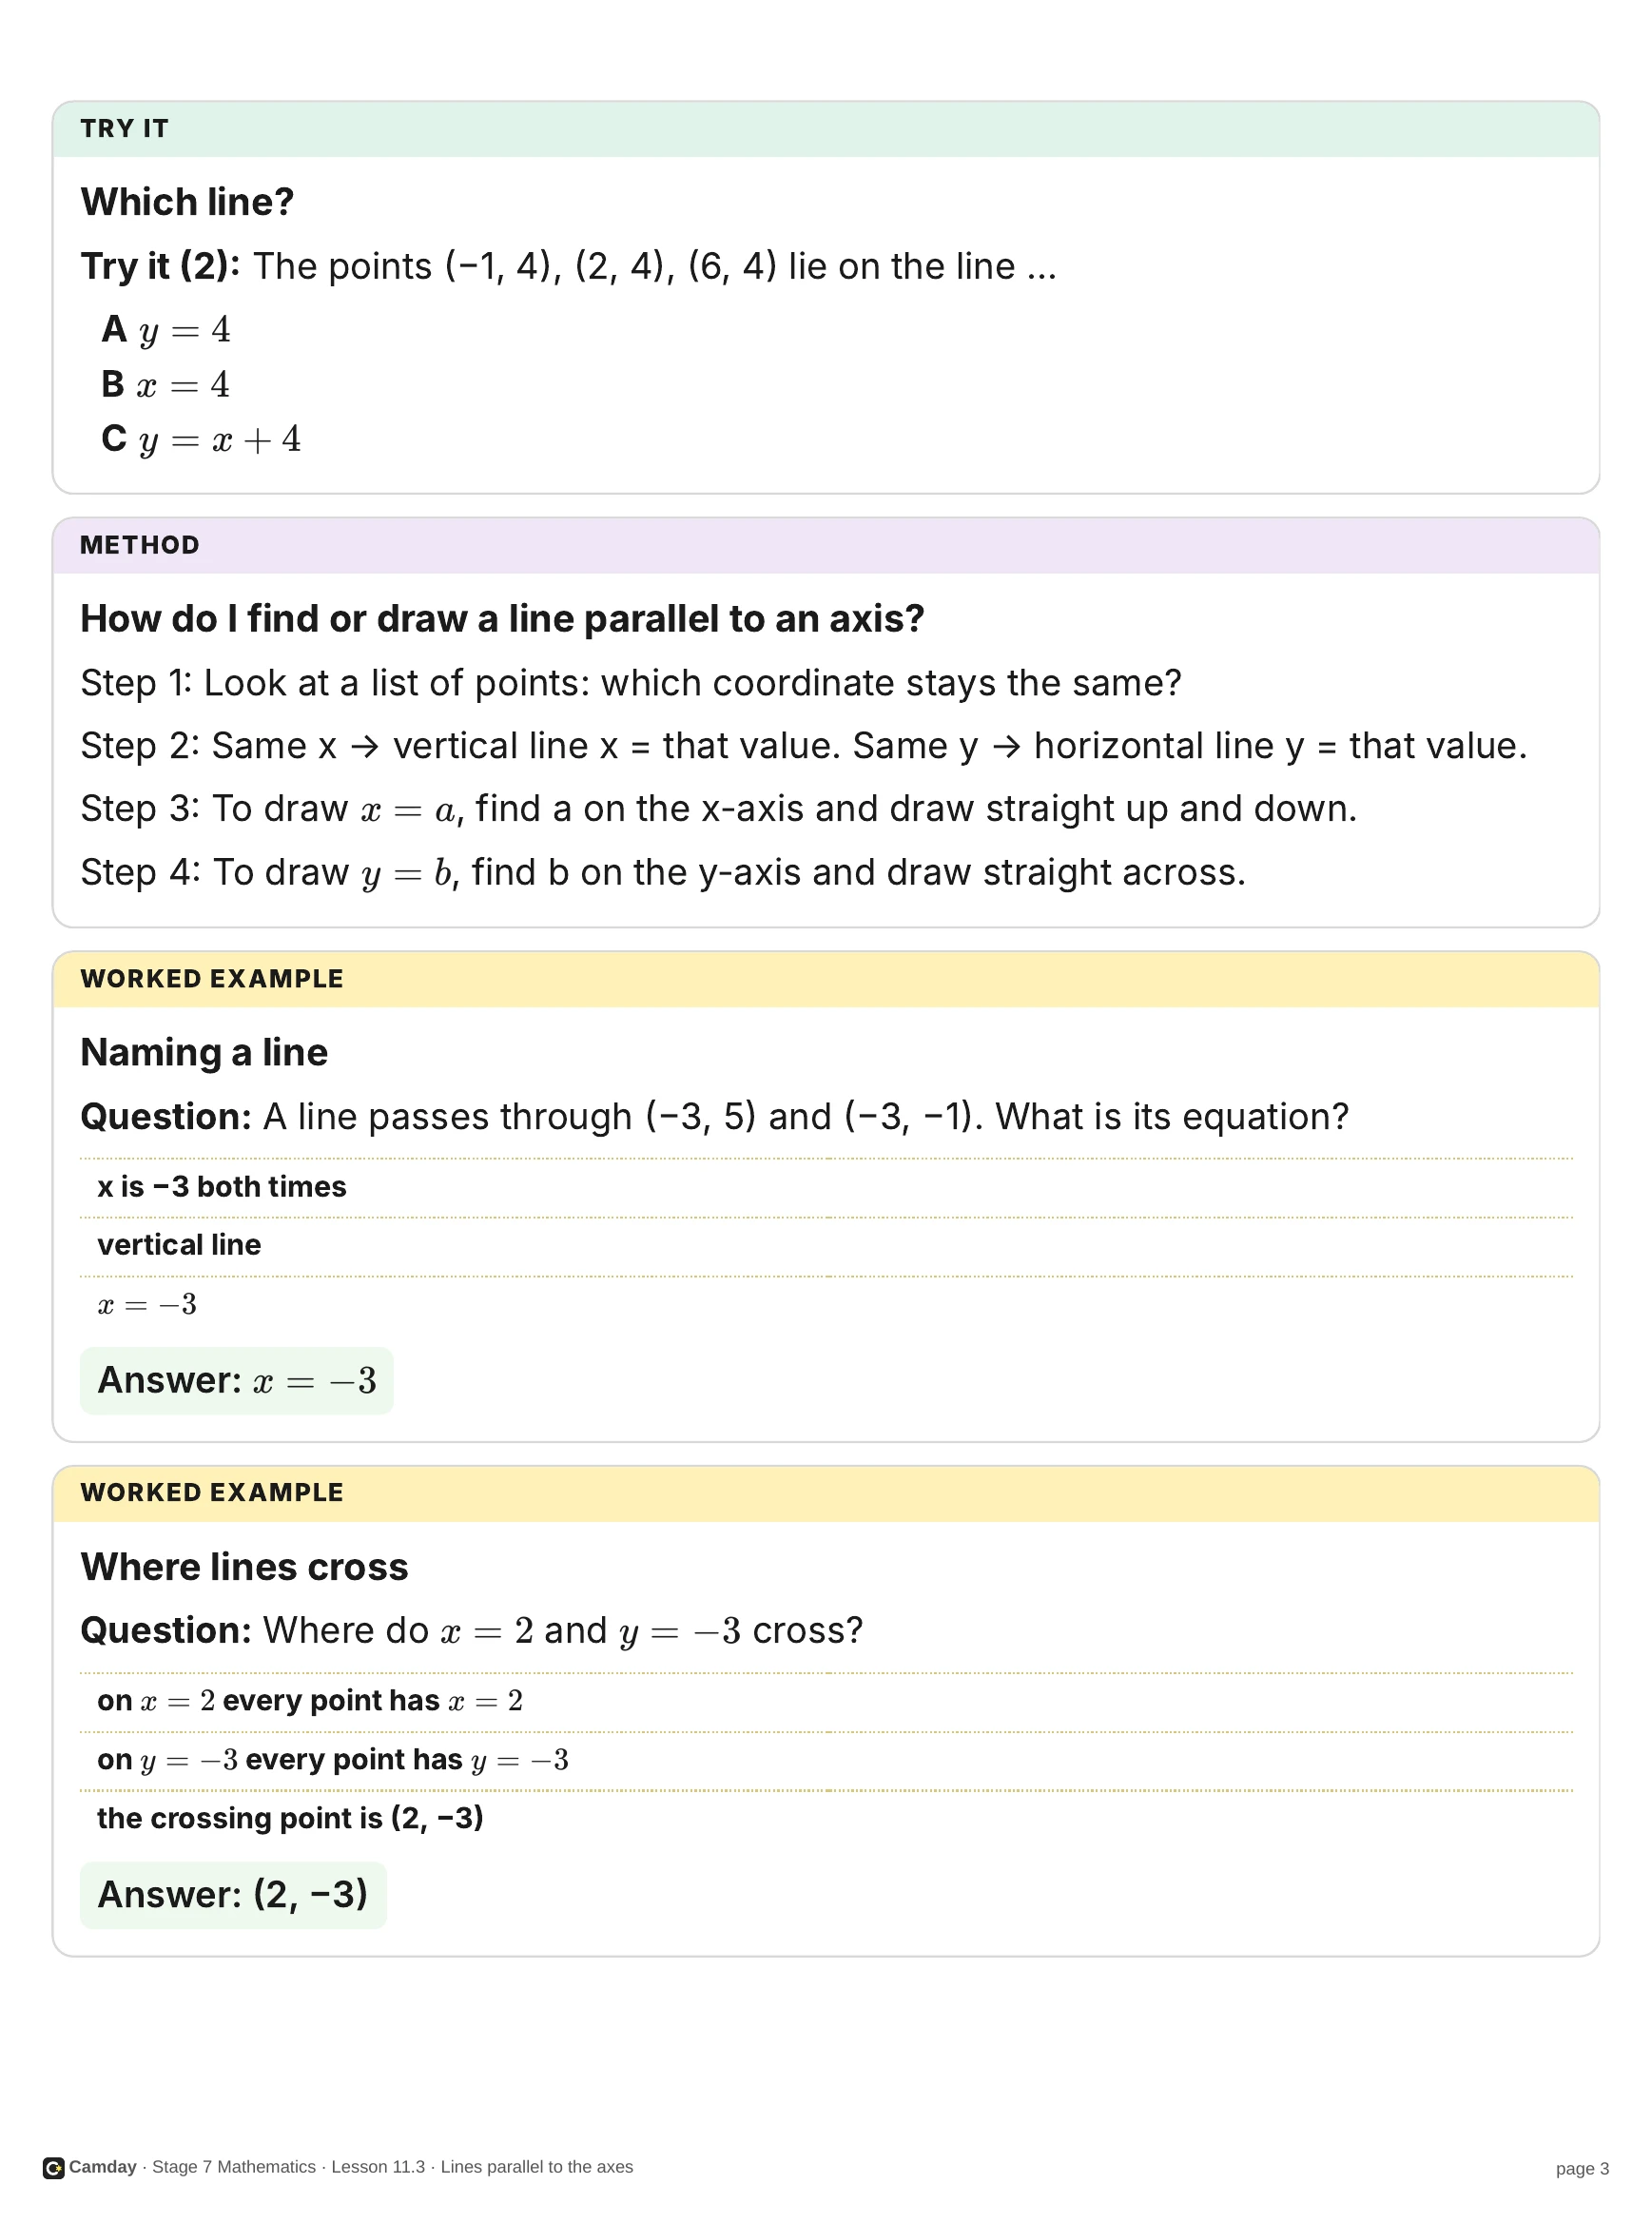 TRY IT
Which line?
Try it (2): The points (−1, 4), (2, 4), (6, 4) lie on the line ...
A y = 4
B x = 4
C y = x + 4
METHOD
How do I find or draw a line parallel to an axis?
Step 1: Look at a list of points: which coordinate stays the same?
Step 2: Same x → vertical line x = that value. Same y → horizontal line y = that value.
Step 3: To draw x = a, find a on the x-axis and draw straight up and down.
Step 4: To draw y = b, find b on the y-axis and draw straight across.
WORKED EXAMPLE
Naming a line
Question: A line passes through (−3, 5) and (−3, −1). What is its equation?
x is −3 both times
vertical line
x = −3
Answer: x = −3
WORKED EXAMPLE
Where lines cross
Question: Where do x = 2 and y = −3 cross?
on x = 2 every point has x = 2
on y = −3 every point has y = −3
the crossing point is (2, −3)
Answer: (2, −3)
Camday · Stage 7 Mathematics · Lesson 11.3 · Lines parallel to the axes
page 3